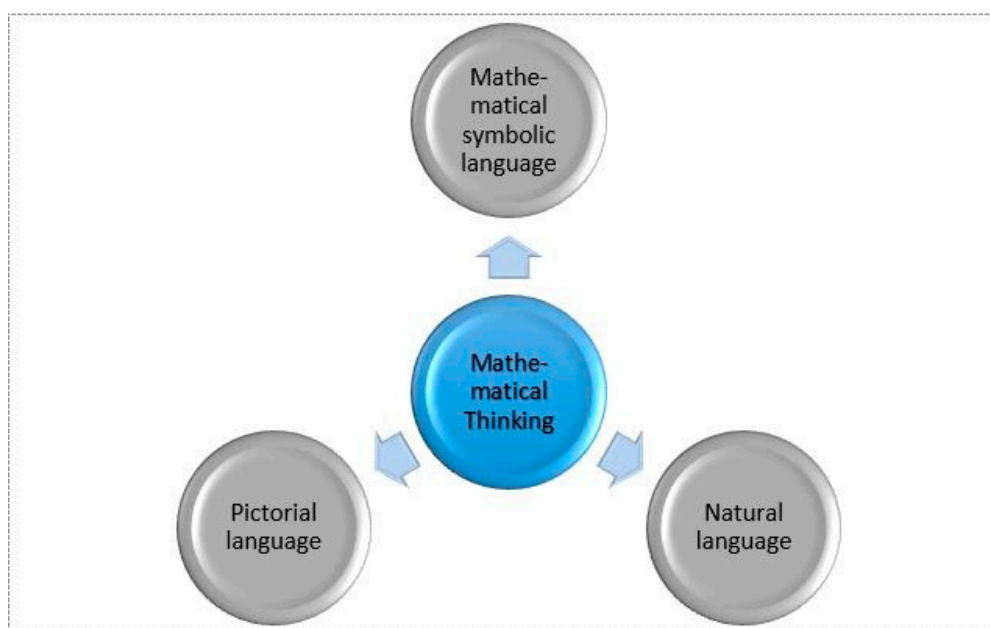 Mathe-
matical
symbolic
language
Mathe-
matical
Thinking
Pictorial
language
Natural
language